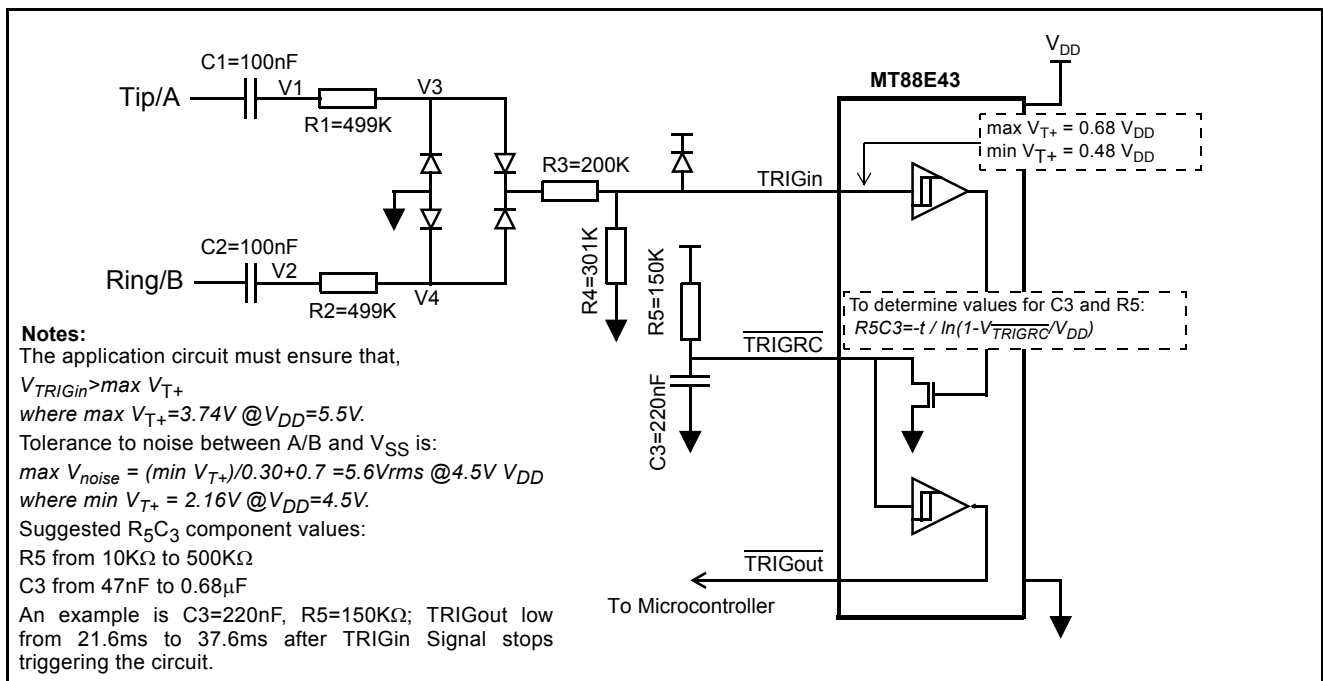 C1=100nF
V1
V3
Tip/A
R1=499K
R3=200K
C2=100nF
V2
V4
Ring/B
R2=499K
R4=301K
R5=150K
C3=220nF
TRIGin
TRIGRC
TRIGout
To Microcontroller
MT88E43
VDD
max VT+ = 0.68 VDD
min VT+ = 0.48 VDD
To determine values for C3 and R5:
R5C3=-t / ln(1-VTRIGRC/VDD)
Notes:
The application circuit must ensure that,
VTRIGin>max VT+
where max VT+=3.74V @VDD=5.5V.
Tolerance to noise between A/B and VSS is:
max Vnoise = (min VT+)/0.30+0.7 =5.6Vrms @4.5V VDD
where min VT+ = 2.16V @VDD=4.5V.
Suggested R5C3 component values:
R5 from 10KΩ to 500KΩ
C3 from 47nF to 0.68μF
An example is C3=220nF, R5=150KΩ; TRIGout low
from 21.6ms to 37.6ms after TRIGin Signal stops
triggering the circuit.